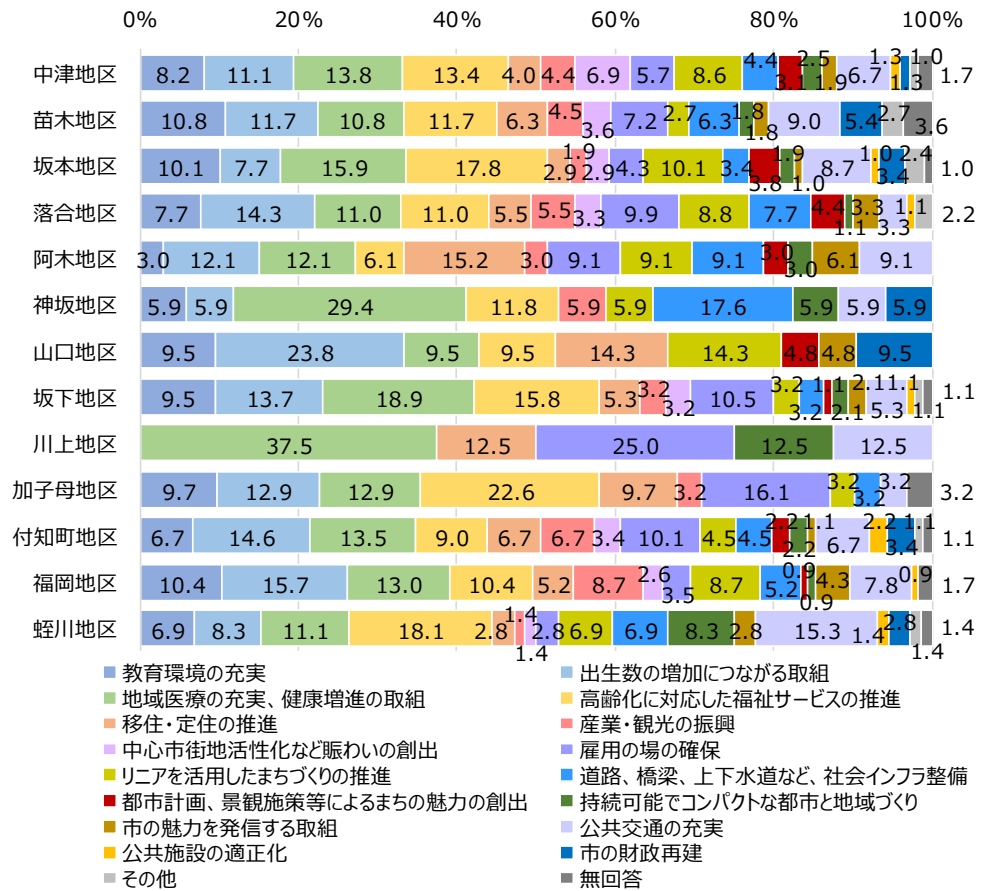 0% 20% 40% 60% 80% 100%
中津地区 8.2 11.1 13.8 13.4 4.0 4.4 6.9 5.7 8.6 4.4 3.1 2.5 1.9 6.7 1.3 1.3 1.0 1.7
苗木地区 10.8 11.7 10.8 11.7 6.3 4.5 3.6 7.2 2.7 6.3 1.8 1.8 9.0 5.4 2.7 3.6
坂本地区 10.1 7.7 15.9 17.8 2.9 1.9 2.9 4.3 10.1 3.4 3.8 1.9 1.0 8.7 1.0 3.4 2.4 1.0
落合地区 7.7 14.3 11.0 11.0 5.5 5.5 3.3 9.9 8.8 7.7 4.4 1.1 3.3 3.3 1.1 2.2
阿木地区 3.0 12.1 12.1 6.1 15.2 3.0 9.1 9.1 9.1 3.0 3.0 6.1 9.1
神坂地区 5.9 5.9 29.4 11.8 5.9 5.9 17.6 5.9 5.9 5.9
山口地区 9.5 23.8 9.5 9.5 14.3 14.3 4.8 4.8 9.5
坂下地区 9.5 13.7 18.9 15.8 5.3 3.2 3.2 10.5 3.2 3.2 1.1 2.1 2.1 5.3 1.1 1.1 1.1
川上地区 37.5 12.5 25.0 12.5 12.5
加子母地区 9.7 12.9 12.9 22.6 9.7 3.2 16.1 3.2 3.2 3.2 3.2
付知町地区 6.7 14.6 13.5 9.0 6.7 6.7 3.4 10.1 4.5 4.5 2.2 2.2 1.1 6.7 2.2 3.4 1.1 1.1
福岡地区 10.4 15.7 13.0 10.4 5.2 8.7 2.6 3.5 8.7 5.2 0.9 0.9 4.3 7.8 0.9 1.7
蛭川地区 6.9 8.3 11.1 18.1 2.8 1.4 1.4 2.8 6.9 6.9 8.3 2.8 15.3 1.4 2.8 1.4 1.4
教育環境の充実 出生数の増加につながる取組
地域医療の充実、健康増進の取組 高齢化に対応した福祉サービスの推進
移住・定住の推進 産業・観光の振興
中心市街地活性化など賑わいの創出 雇用の場の確保
リニアを活用したまちづくりの推進 道路、橋梁、上下水道など、社会インフラ整備
都市計画、景観施策等によるまちの魅力の創出 持続可能でコンパクトな都市と地域づくり
市の魅力を発信する取組 公共交通の充実
公共施設の適正化 市の財政再建
その他 無回答